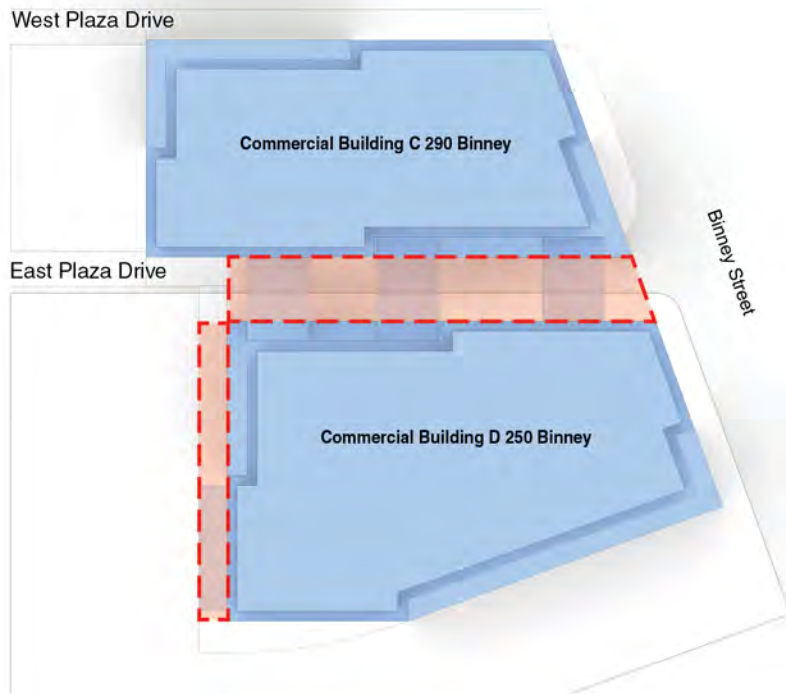 West Plaza Drive
Commercial Building C 290 Binney
East Plaza Drive
Binney Street
Commercial Building D 250 Binney